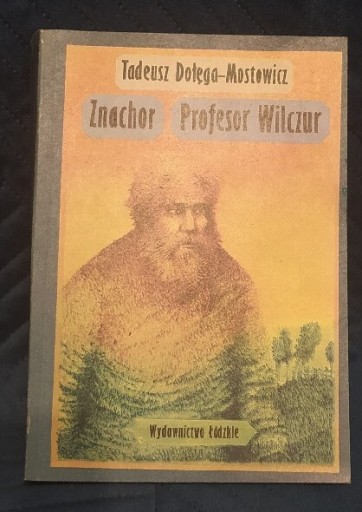 Tadeusz Dołęga-Mostowicz
Znachor Profesor Wilczur
Wydawnictwo Łódzkie